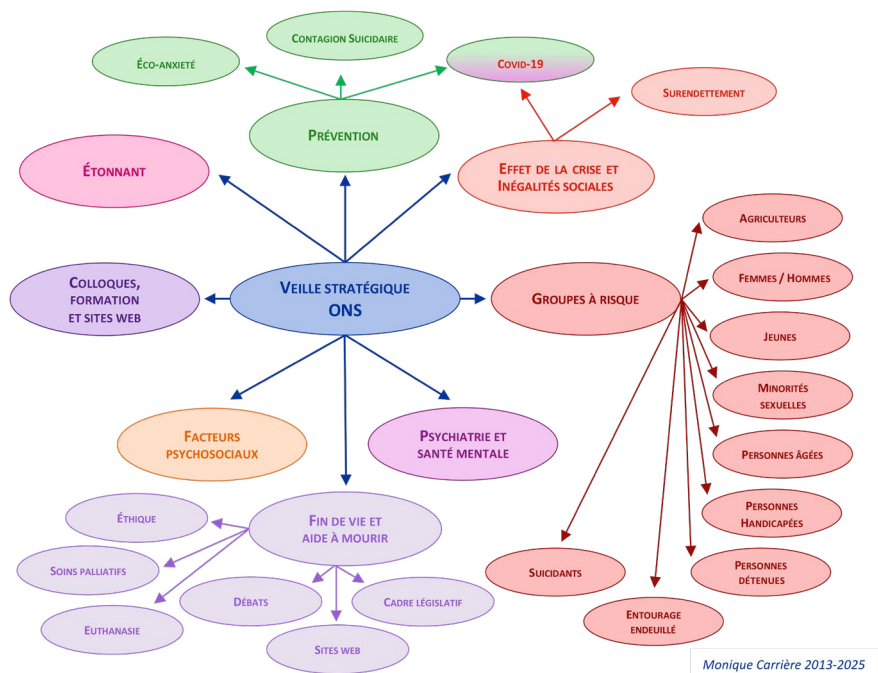 CONTAGION SUICIDAIRE
ÉCO-ANXIÉTÉ
COVID-19
SURENDETTEMENT
PRÉVENTION
ÉTONNANT
EFFET DE LA CRISE ET
INÉGALITÉS SOCIALES
AGRICULTEURS
COLLOQUES,
FORMATION
ET SITES WEB
VEILLE STRATÉGIQUE
ONS
GROUPES À RISQUE
FEMMES / HOMMES
JEUNES
MINORITÉS
SEXUELLES
FACTEURS
PSYCHOSOCIAUX
PSYCHIATRIE ET
SANTÉ MENTALE
PERSONNES ÂGÉES
PERSONNES
HANDICAPÉES
ÉTHIQUE
FIN DE VIE ET
AIDE À MOURIR
SOINS PALLIATIFS
SUICIDANTS
PERSONNES
DÉTENUES
DÉBATS
CADRE LÉGISLATIF
EUTHANASIE
SITES WEB
ENTOURAGE
ENDEUILLÉ
Monique Carrière 2013-2025